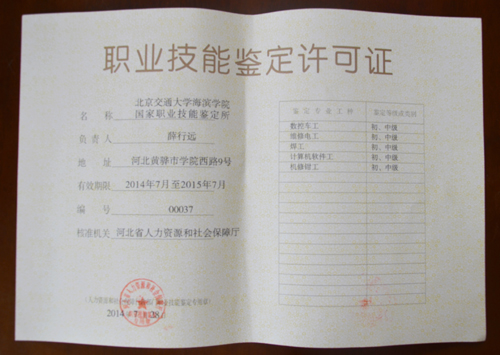 职业技能鉴定许可证
北京交通大学海滨学院
名称 国家职业技能鉴定所
负责人 薛行远
地址 河北黄骅市学院西路9号
有效期限 2014年7月至2015年7月
编号 00037
核准机关 河北省人力资源和社会保障厅
2014年7月28日
鉴定专业工种 鉴定等级或类别
数控车工 初、中级
维修电工 初、中级
焊工 初、中级
计算机软件工 初、中级
机修钳工 初、中级